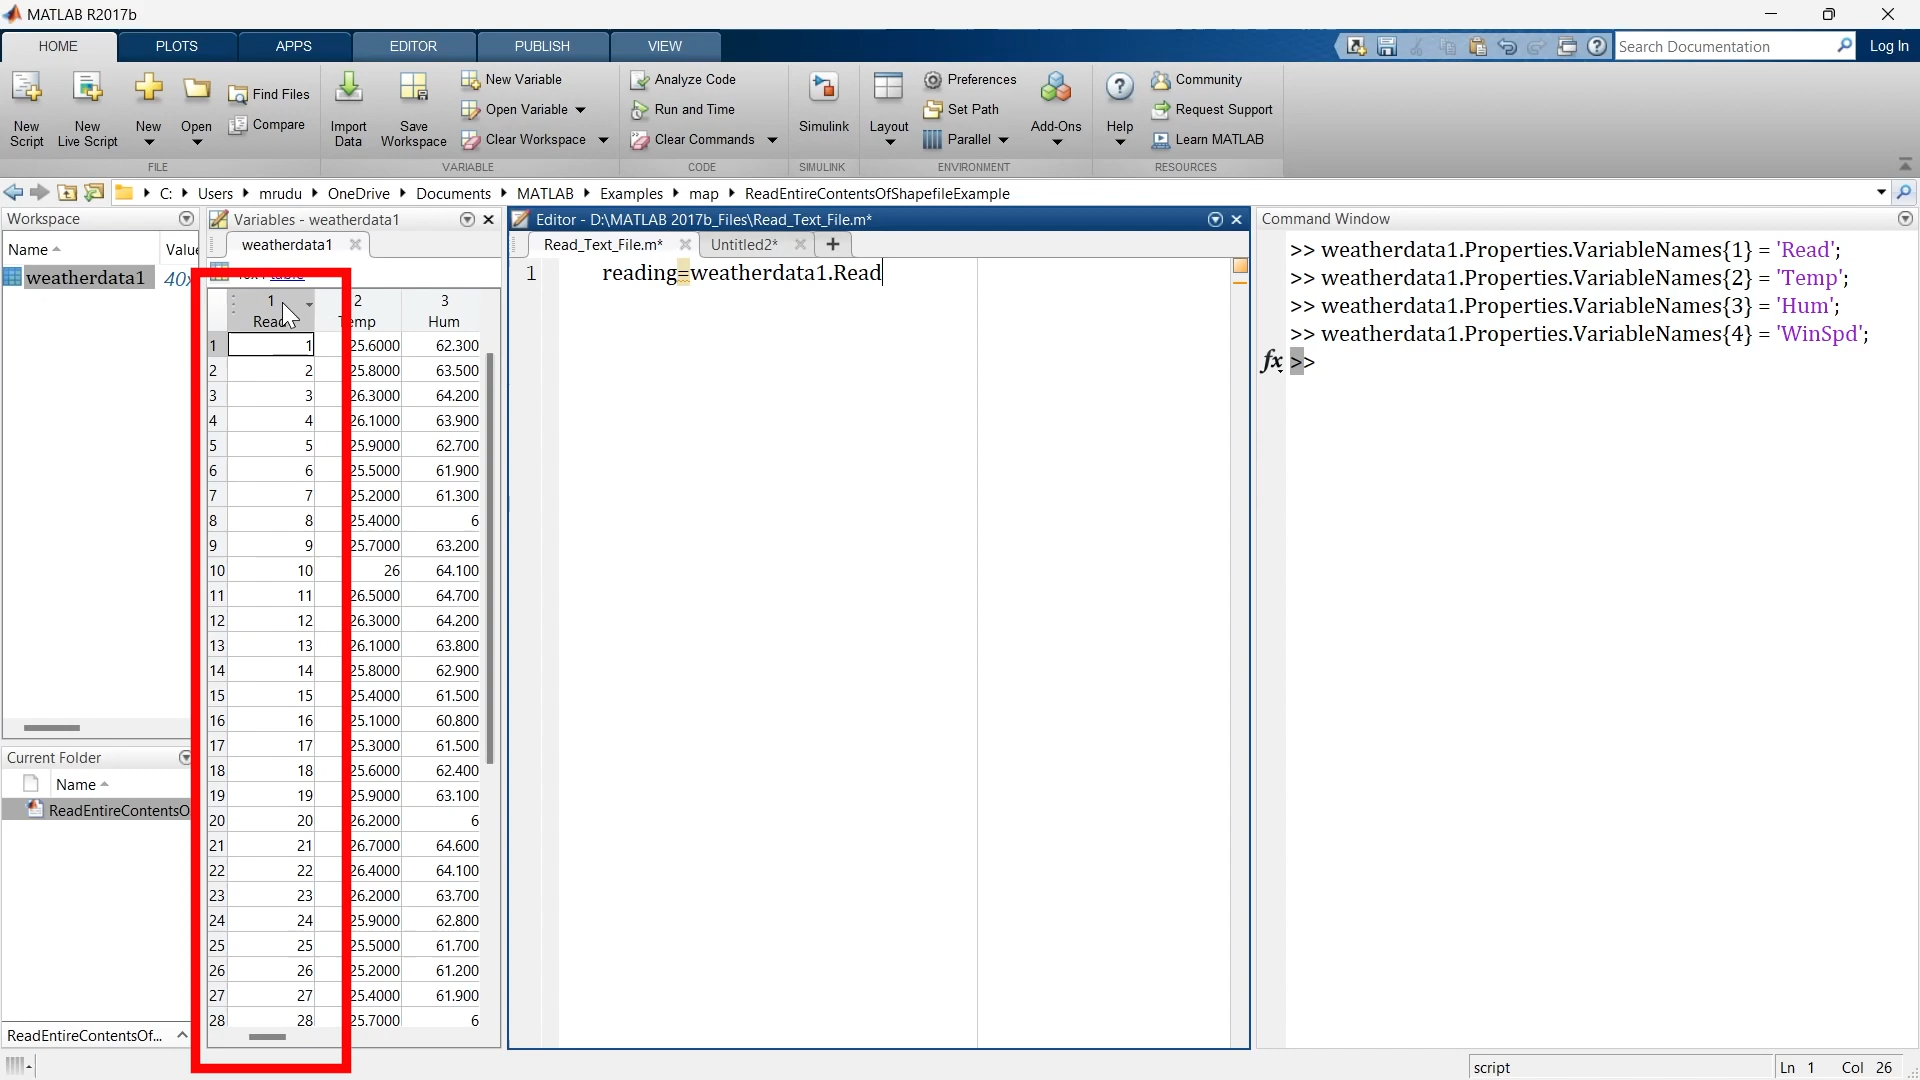 MATLAB R2017b
HOME PLOTS APPS EDITOR PUBLISH VIEW
Search Documentation Log In
New Script
New Live Script
New
Open
Find Files
Compare
FILE
Import Data
Save Workspace
New Variable
Open Variable
Clear Workspace
VARIABLE
Analyze Code
Run and Time
Clear Commands
CODE
Simulink
SIMULINK
Layout
Preferences
Set Path
Parallel
Add-Ons
ENVIRONMENT
Help
Community
Request Support
Learn MATLAB
RESOURCES
C: Users mrudu OneDrive Documents MATLAB Examples map ReadEntireContentsOfShapefileExample
Workspace
Name Value
weatherdata1 40x
Current Folder
Name
ReadEntireContentsO
ReadEntireContentsOf...
Variables - weatherdata1
weatherdata1
table
1 2 3
Read Temp Hum
1 1 25.6000 62.300
2 2 25.8000 63.500
3 3 26.3000 64.200
4 4 26.1000 63.900
5 5 25.9000 62.700
6 6 25.5000 61.900
7 7 25.2000 61.300
8 8 25.4000 6
9 9 25.7000 63.200
10 10 26 64.100
11 11 26.5000 64.700
12 12 26.3000 64.200
13 13 26.1000 63.800
14 14 25.8000 62.900
15 15 25.4000 61.500
16 16 25.1000 60.800
17 17 25.3000 61.500
18 18 25.6000 62.400
19 19 25.9000 63.100
20 20 26.2000 6
21 21 26.7000 64.600
22 22 26.4000 64.100
23 23 26.2000 63.700
24 24 25.9000 62.800
25 25 25.5000 61.700
26 26 25.2000 61.200
27 27 25.4000 61.900
28 28 25.7000 6
Editor - D:\MATLAB 2017b_Files\Read_Text_File.m*
Read_Text_File.m* Untitled2* +
1 reading=weatherdata1.Read
Command Window
>> weatherdata1.Properties.VariableNames{1} = 'Read';
>> weatherdata1.Properties.VariableNames{2} = 'Temp';
>> weatherdata1.Properties.VariableNames{3} = 'Hum';
>> weatherdata1.Properties.VariableNames{4} = 'WinSpd';
fx >>
script Ln 1 Col 26